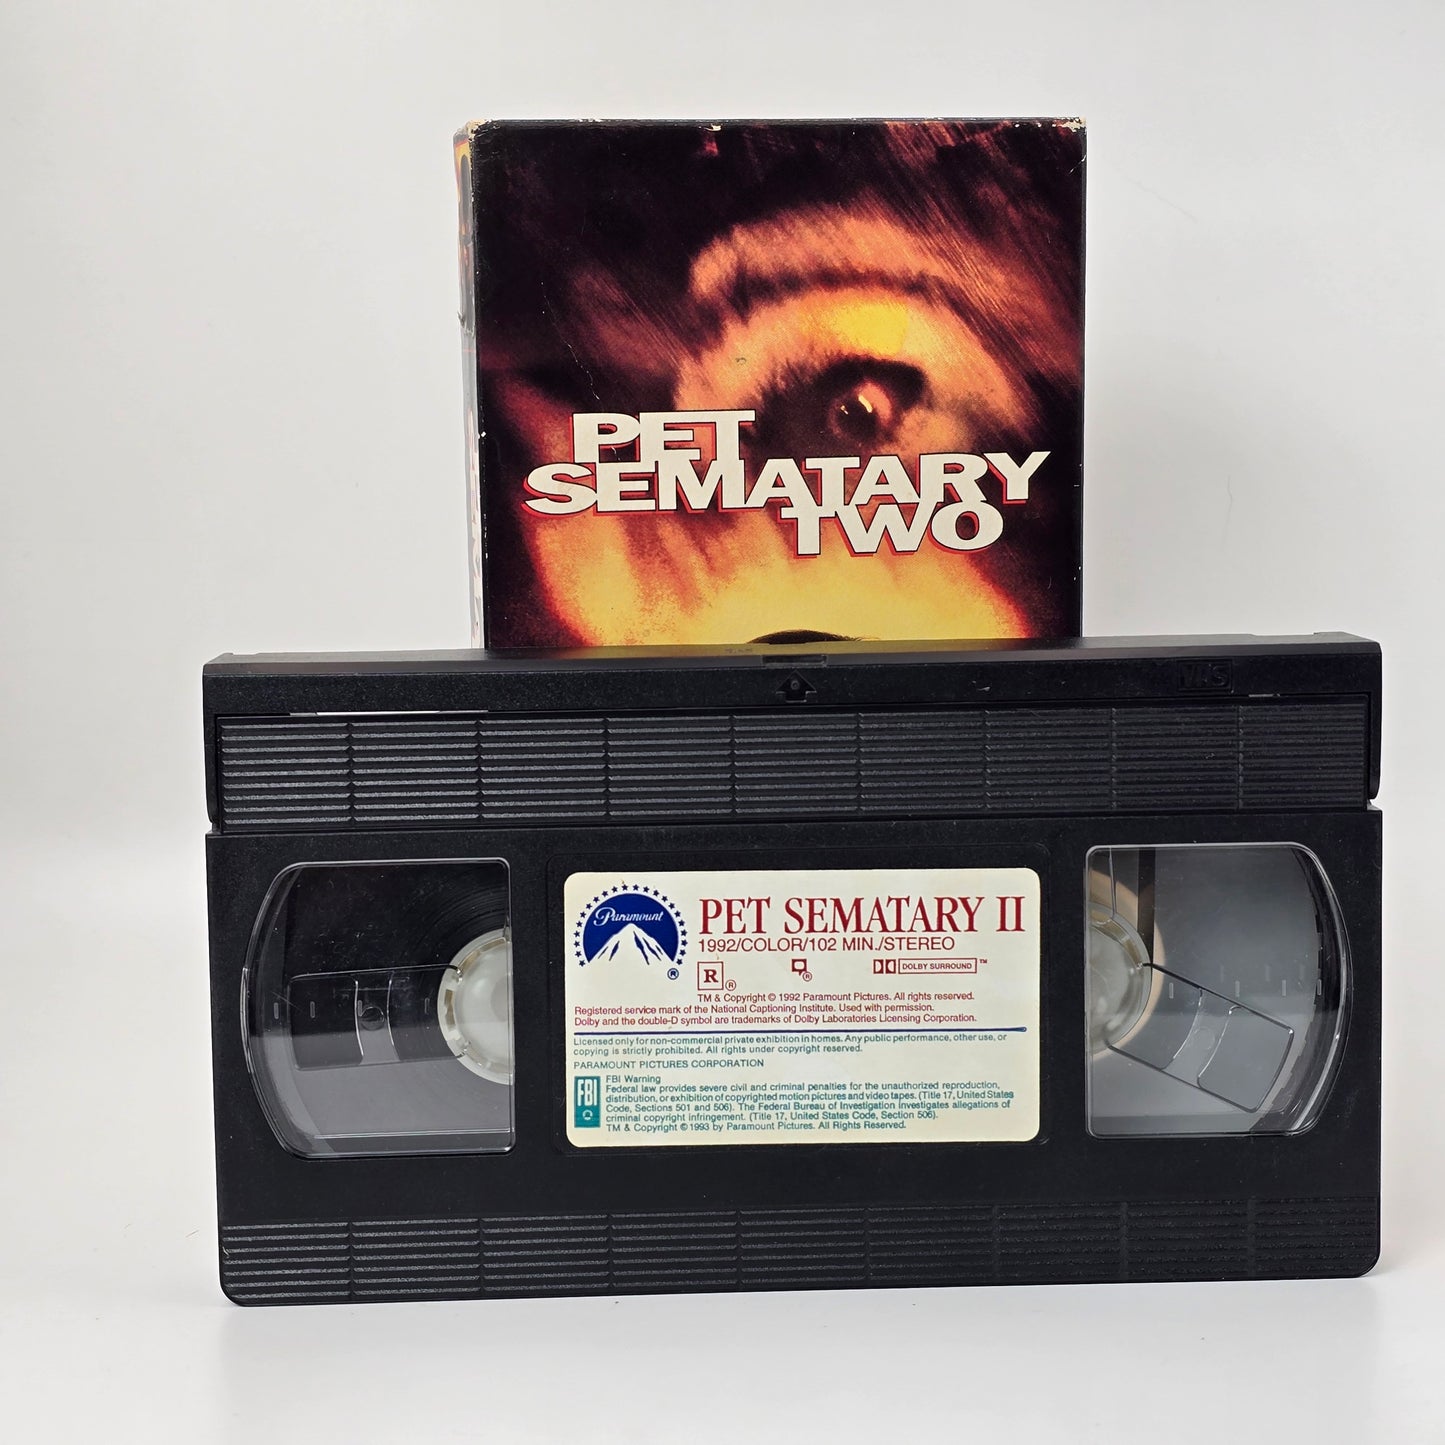 PET
SEMATARY
TWO
VHS
Paramount
®
PET SEMATARY II
1992/COLOR/102 MIN./STEREO
R ® ® DOLBY SURROUND ™
TM & Copyright © 1992 Paramount Pictures. All rights reserved.
Registered service mark of the National Captioning Institute. Used with permission.
Dolby and the double-D symbol are trademarks of Dolby Laboratories Licensing Corporation.
Licensed only for non-commercial private exhibition in homes. Any public performance, other use, or
copying is strictly prohibited. All rights under copyright reserved.
PARAMOUNT PICTURES CORPORATION
FBI
FBI Warning
Federal law provides severe civil and criminal penalties for the unauthorized reproduction,
distribution, or exhibition of copyrighted motion pictures and video tapes. (Title 17, United States
Code, Sections 501 and 506). The Federal Bureau of Investigation investigates allegations of
criminal copyright infringement. (Title 17, United States Code, Section 506).
TM & Copyright © 1993 by Paramount Pictures. All Rights Reserved.